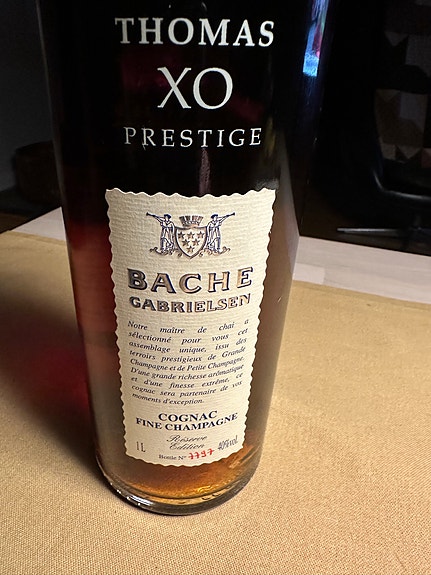 THOMAS
XO
PRESTIGE
BACHE
GABRIELSEN
Notre maître de chai a
sélectionné pour vous cet
assemblage unique, issu des
terroirs prestigieux de Grande
Champagne et de Petite Champagne.
D'une grande richesse arômatique
et d'une finesse extrême, ce
cognac sera partenaire de vos
moments d'exception.
COGNAC
FINE CHAMPAGNE
Réserve
Edition
1L 40%vol.
Bottle N° 7797